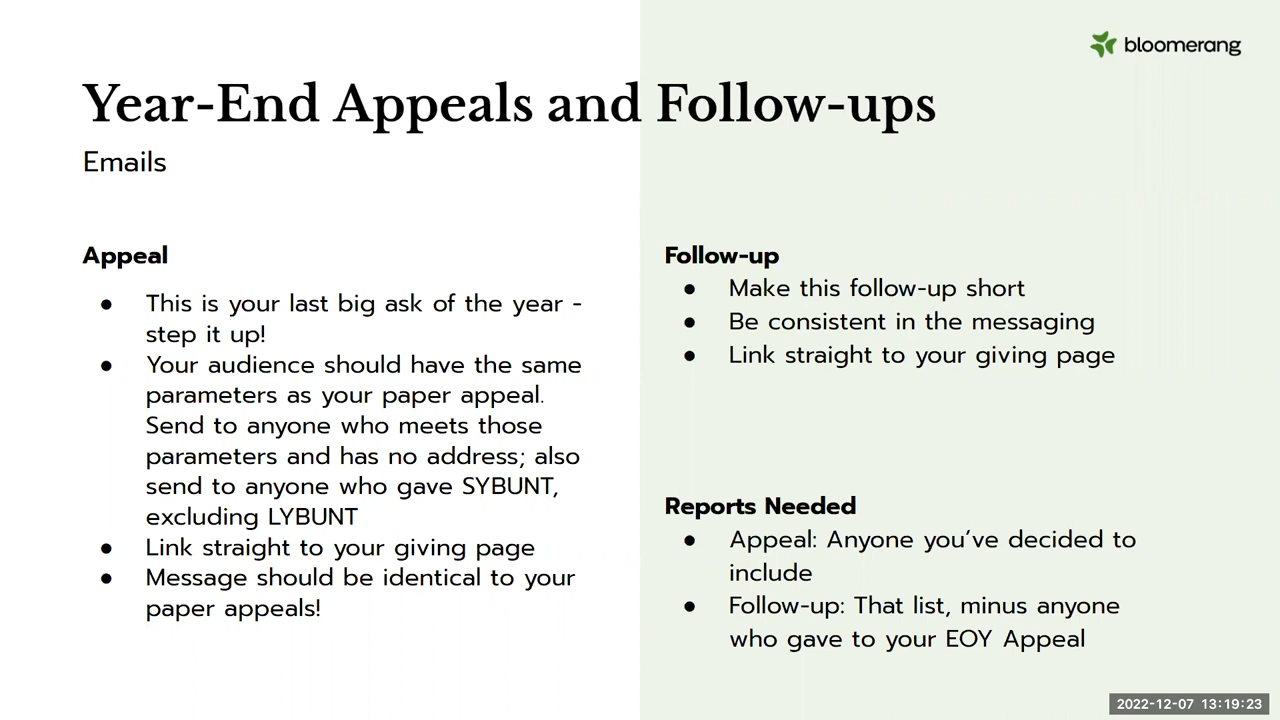 bloomerang
Year-End Appeals and Follow-ups
Emails
Appeal
● This is your last big ask of the year -
step it up!
● Your audience should have the same
parameters as your paper appeal.
Send to anyone who meets those
parameters and has no address; also
send to anyone who gave SYBUNT,
excluding LYBUNT
● Link straight to your giving page
● Message should be identical to your
paper appeals!
Follow-up
● Make this follow-up short
● Be consistent in the messaging
● Link straight to your giving page
Reports Needed
● Appeal: Anyone you’ve decided to
include
● Follow-up: That list, minus anyone
who gave to your EOY Appeal
2022-12-07 13:19:23